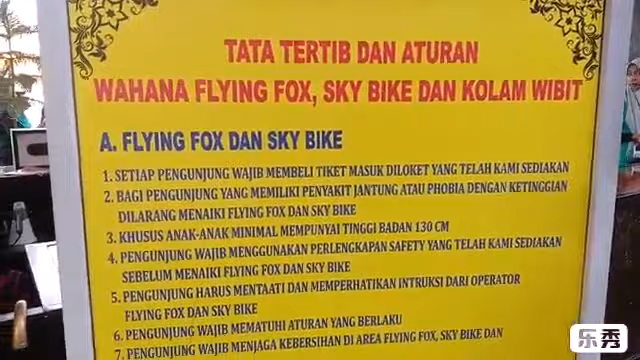 TATA TERTIB DAN ATURAN
WAHANA FLYING FOX, SKY BIKE DAN KOLAM WIBIT
A. FLYING FOX DAN SKY BIKE
1. SETIAP PENGUNJUNG WAJIB MEMBELI TIKET MASUK DILOKET YANG TELAH KAMI SEDIAKAN
2. BAGI PENGUNJUNG YANG MEMILIKI PENYAKIT JANTUNG ATAU PHOBIA DENGAN KETINGGIAN
DILARANG MENAIKI FLYING FOX DAN SKY BIKE
3. KHUSUS ANAK-ANAK MINIMAL MEMPUNYAI TINGGI BADAN 130 CM
4. PENGUNJUNG WAJIB MENGGUNAKAN PERLENGKAPAN SAFETY YANG TELAH KAMI SEDIAKAN
SEBELUM MENAIKI FLYING FOX DAN SKY BIKE
5. PENGUNJUNG HARUS MENTAATI DAN MEMPERHATIKAN INTRUKSI DARI OPERATOR
FLYING FOX DAN SKY BIKE
6. PENGUNJUNG WAJIB MEMATUHI ATURAN YANG BERLAKU
7. PENGUNJUNG WAJIB MENJAGA KEBERSIHAN DI AREA FLYING FOX, SKY BIKE DAN
乐秀